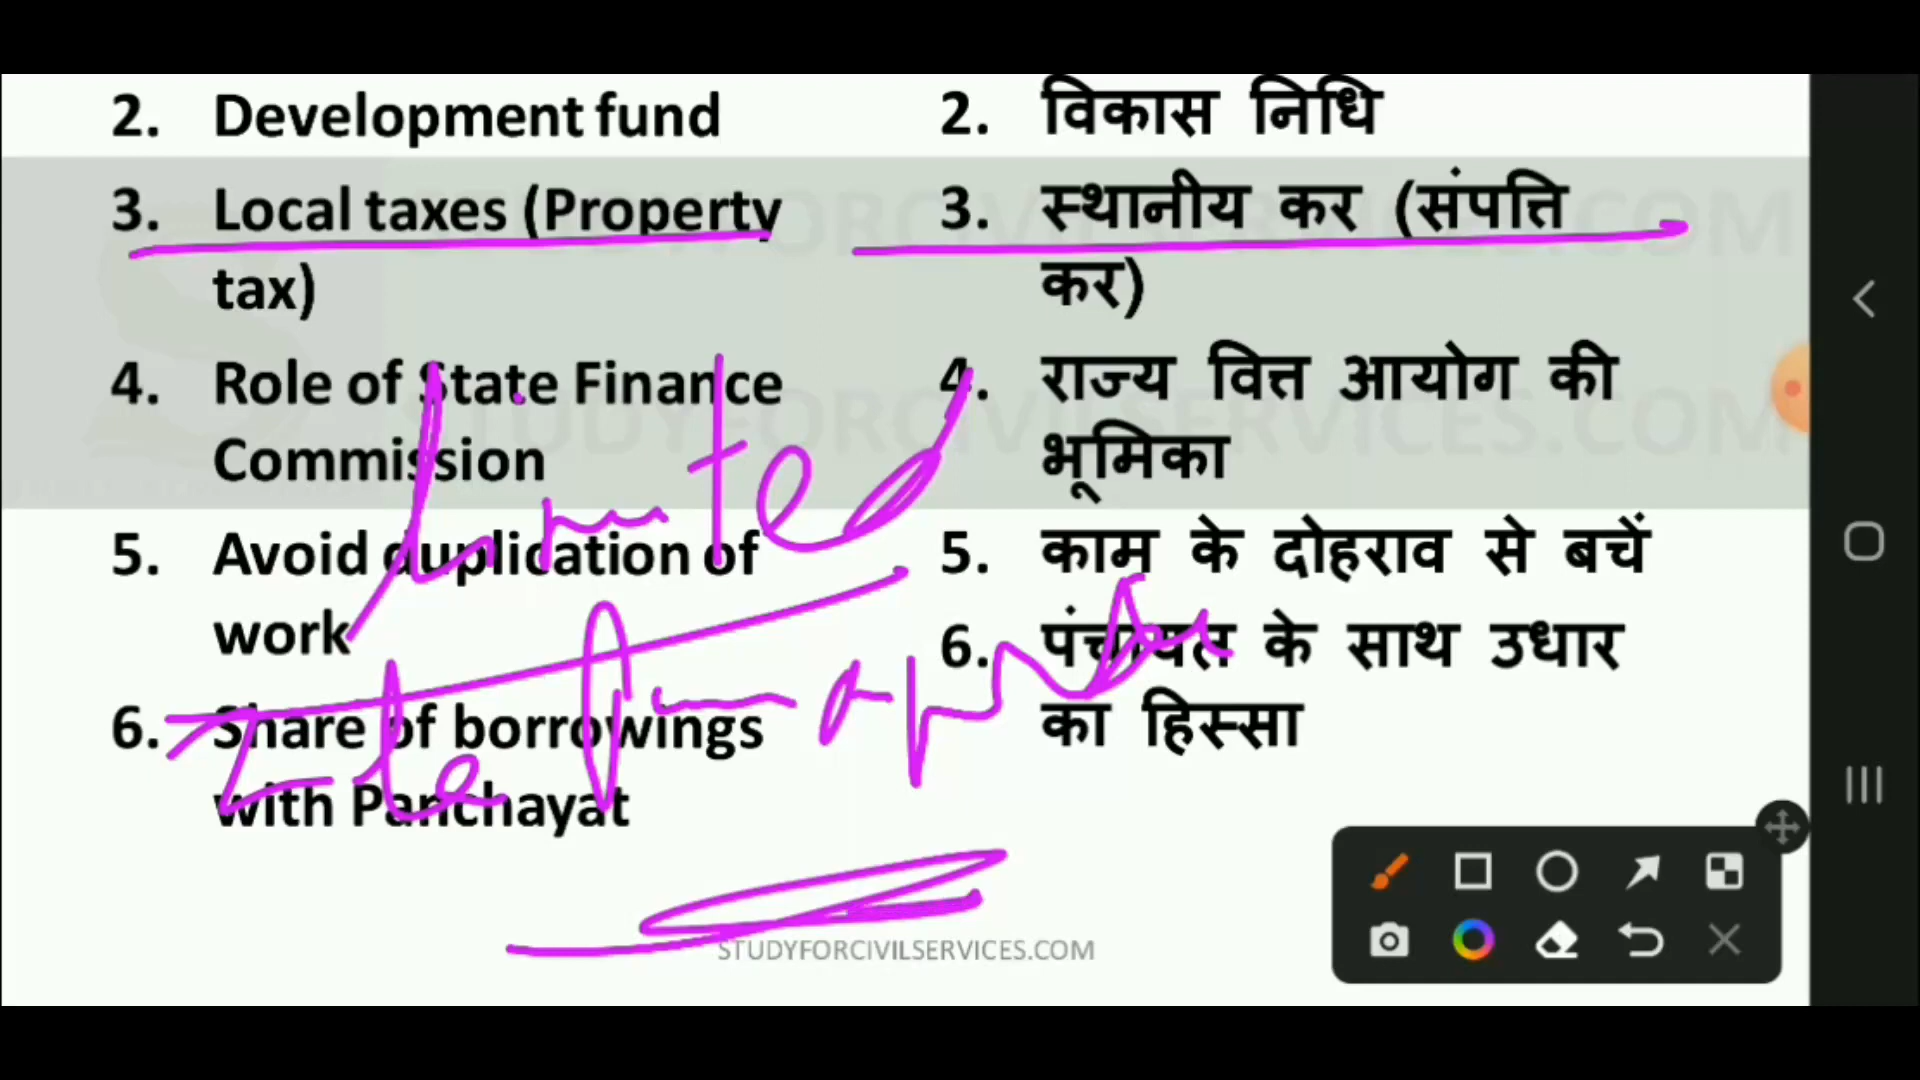 2. Development fund
3. Local taxes (Property
tax)
4. Role of State Finance
Commission
5. Avoid duplication of
work
6. Share of borrowings
with Panchayat
2. विकास निधि
3. स्थानीय कर (संपत्ति
कर)
4. राज्य वित्त आयोग की
भूमिका
5. काम के दोहराव से बचें
6. पंचायत के साथ उधार
का हिस्सा
Limited
STUDYFORCIVILSERVICES.COM